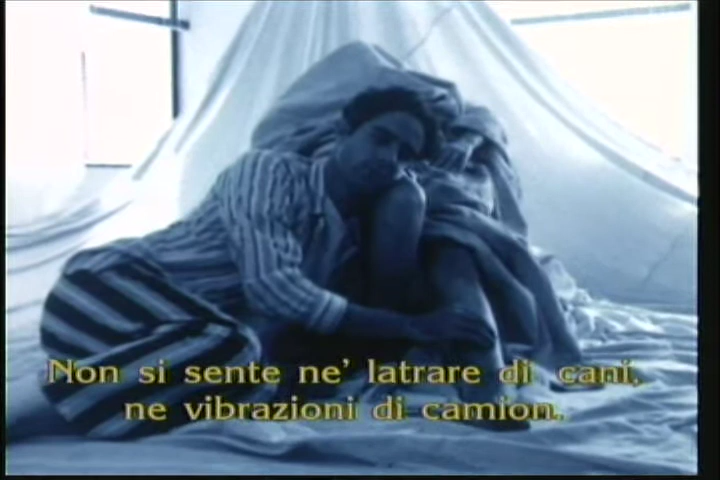 Non si sente ne' latrare di cani,
ne vibrazioni di camion.